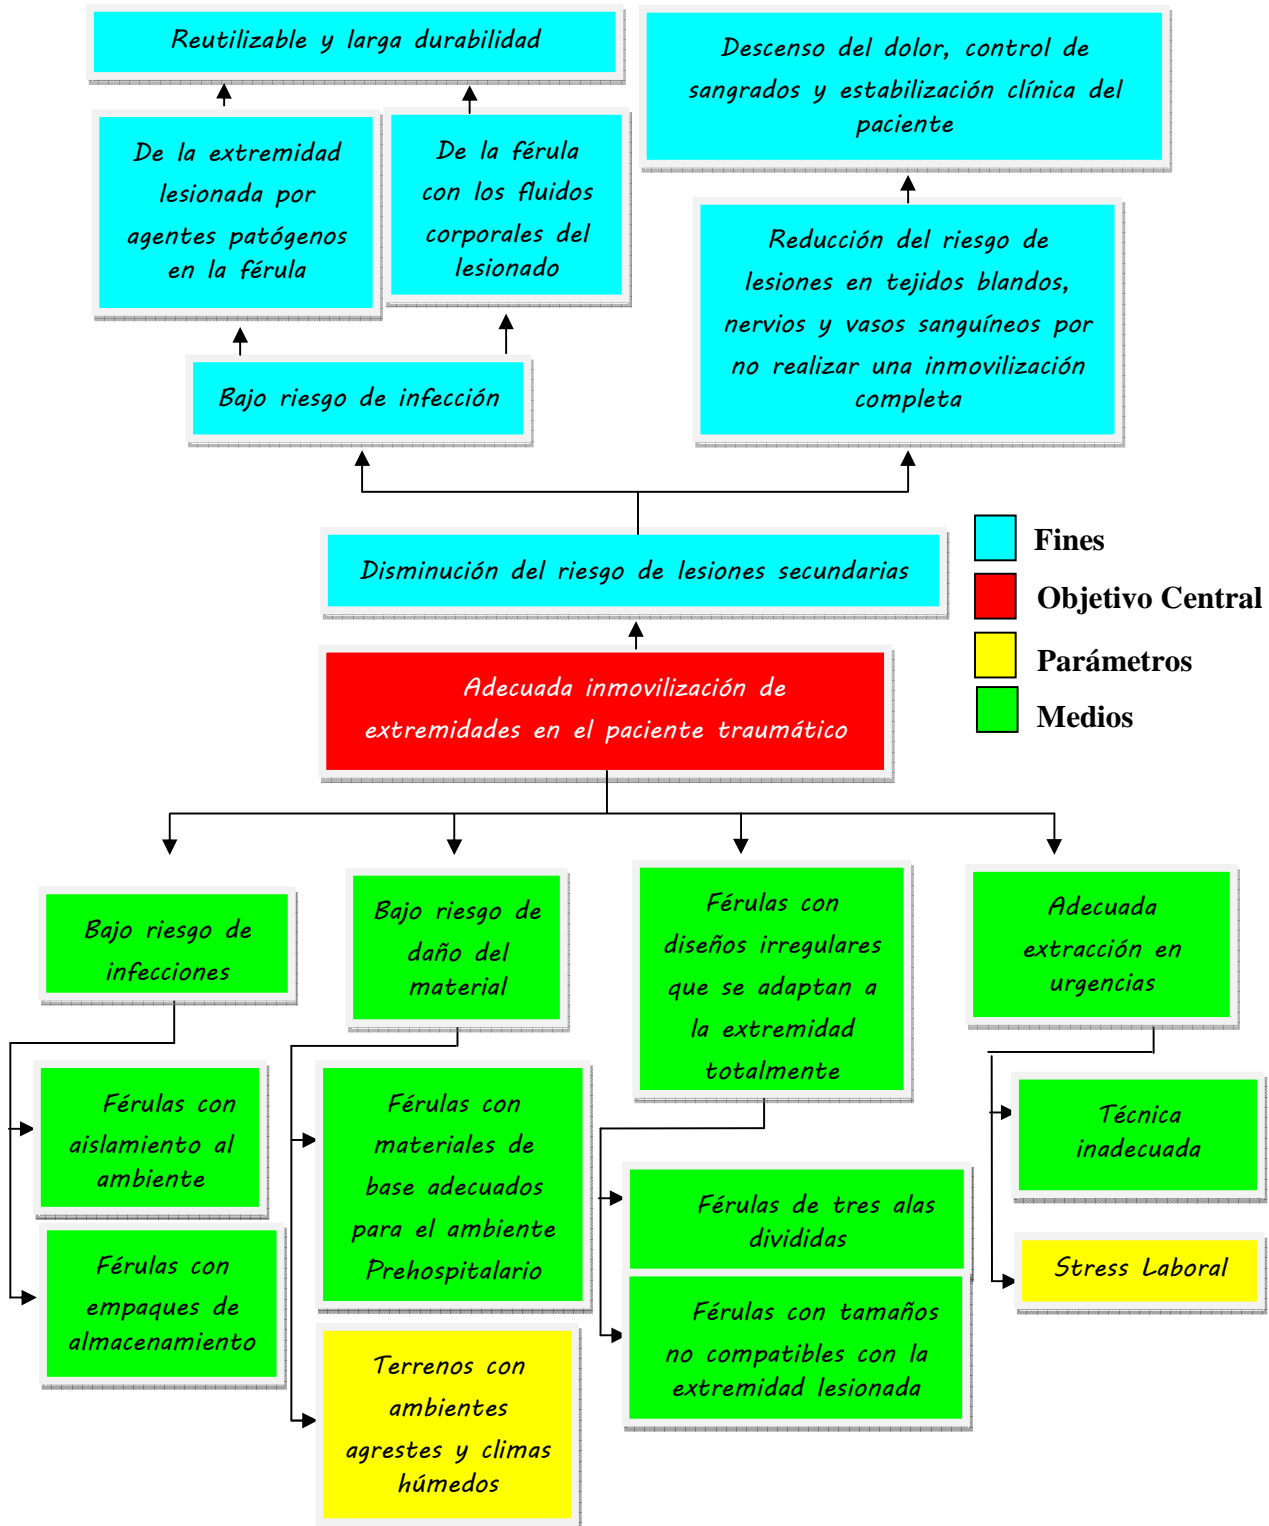 Reutilizable y larga durabilidad
Descenso del dolor, control de
sangrados y estabilización clínica del
paciente
De la extremidad
lesionada por
agentes patógenos
en la férula
De la férula
con los fluidos
corporales del
lesionado
Reducción del riesgo de
lesiones en tejidos blandos,
nervios y vasos sanguíneos por
no realizar una inmovilización
completa
Bajo riesgo de infección
Disminución del riesgo de lesiones secundarias
Fines
Objetivo Central
Parámetros
Medios
Adecuada inmovilización de
extremidades en el paciente traumático
Bajo riesgo de
infecciones
Bajo riesgo de
daño del
material
Férulas con
diseños irregulares
que se adaptan a
la extremidad
totalmente
Adecuada
extracción en
urgencias
Férulas con
aislamiento al
ambiente
Férulas con
empaques de
almacenamiento
Férulas con
materiales de
base adecuados
para el ambiente
Prehospitalario
Terrenos con
ambientes
agrestes y climas
húmedos
Férulas de tres alas
divididas
Férulas con tamaños
no compatibles con la
extremidad lesionada
Técnica
inadecuada
Stress Laboral